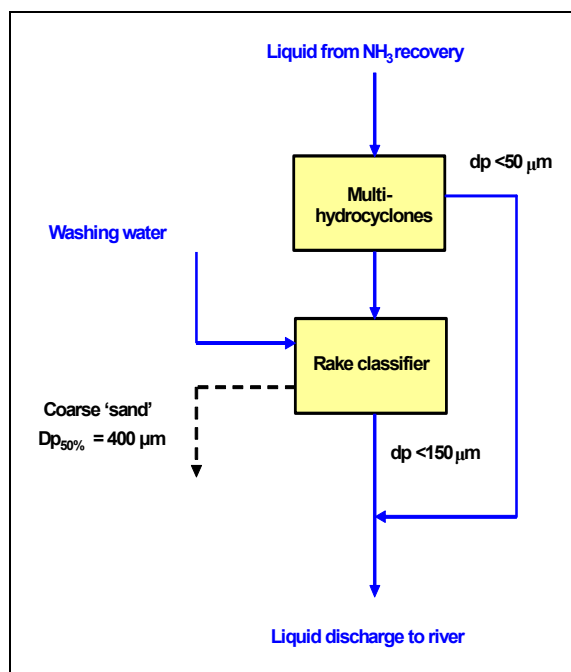 Liquid from NH₃ recovery
dp <50 μm
Multi-
hydrocyclones
Washing water
Rake classifier
Coarse ‘sand’
Dp₅₀% = 400 µm
dp <150 μm
Liquid discharge to river